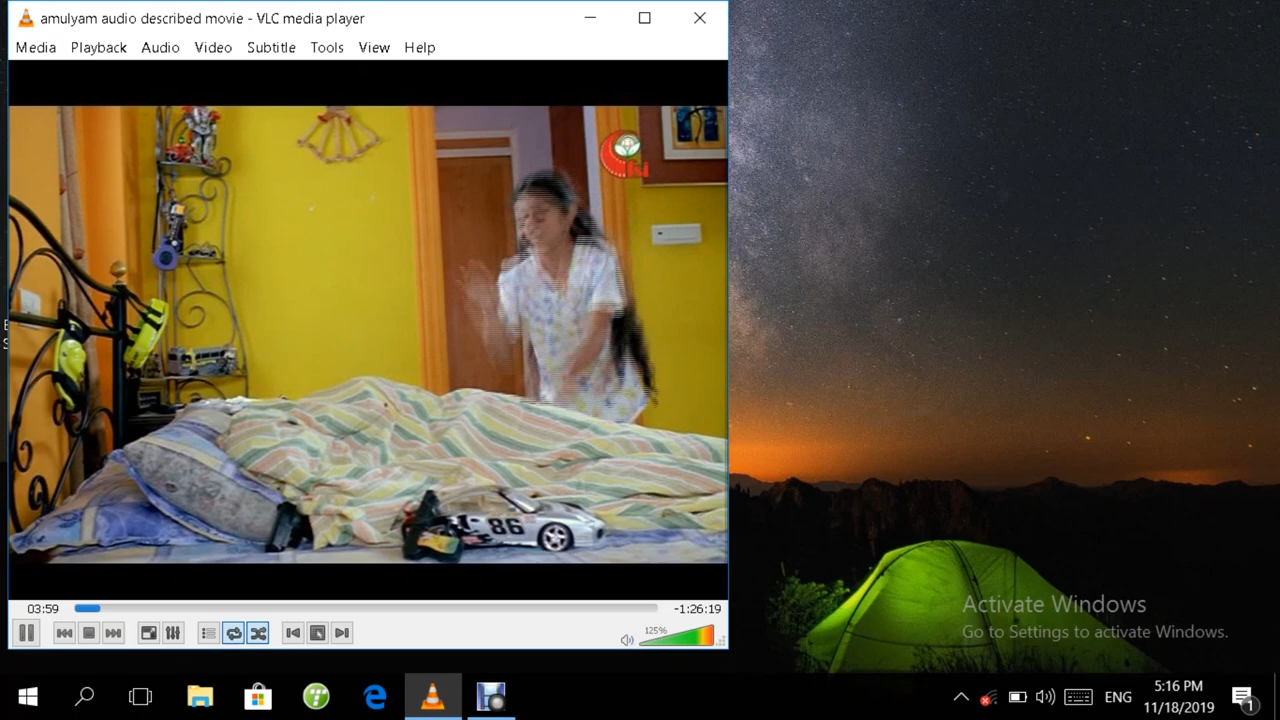 amulyam audio described movie - VLC media player
Media Playback Audio Video Subtitle Tools View Help
86
03:59
-1:26:19
125%
Activate Windows
Go to Settings to activate Windows.
ENG
5:16 PM
11/18/2019
1